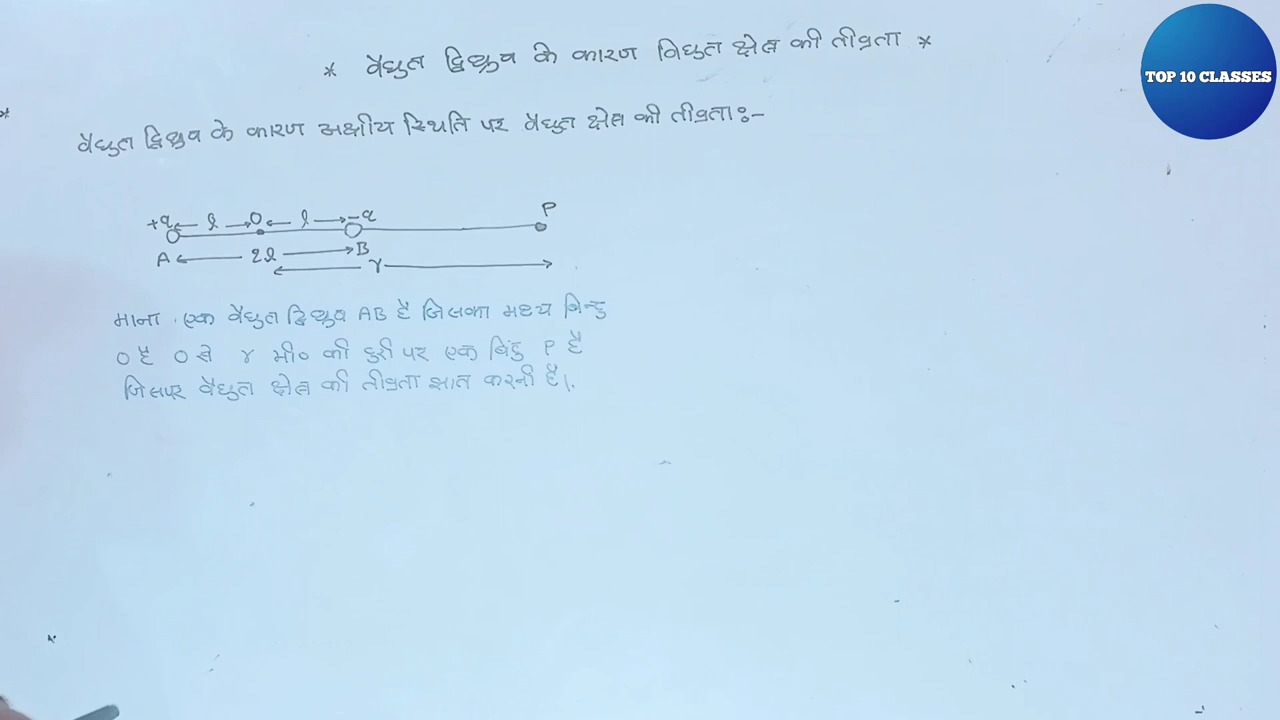 * वैद्युत द्विध्रुव के कारण विद्युत क्षेत्र की तीव्रता *
TOP 10 CLASSES
*
वैद्युत द्विध्रुव के कारण अक्षीय स्थिति पर वैद्युत क्षेत्र की तीव्रता :-
+q l O l -q P
A 2l B
r
माना एक वैद्युत द्विध्रुव AB है जिसका मध्य बिन्दु
O है O से r मी० की दुरी पर एक बिंदु P है
जिसपर वैद्युत क्षेत्र की तीव्रता ज्ञात करनी है।